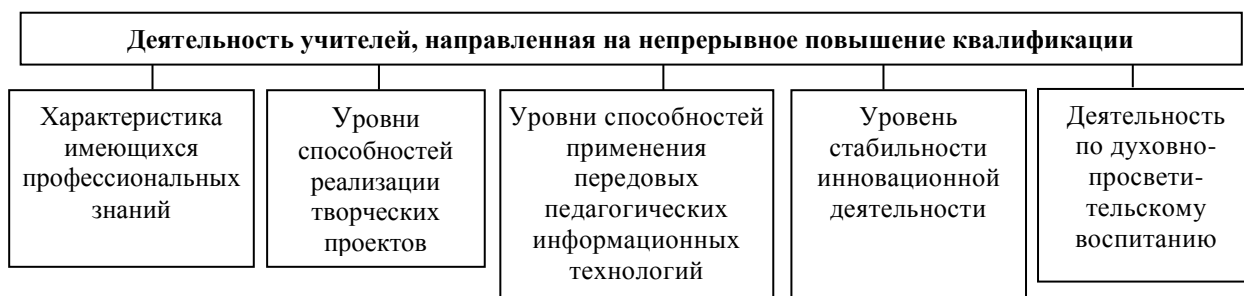 Деятельность учителей, направленная на непрерывное повышение квалификации
Характеристика
имеющихся
профессиональных
знаний
Уровни
способностей
реализации
творческих
проектов
Уровни способностей
применения
передовых
педагогических
информационных
технологий
Уровень
стабильности
инновационной
деятельности
Деятельность
по духовно-
просвети-
тельскому
воспитанию